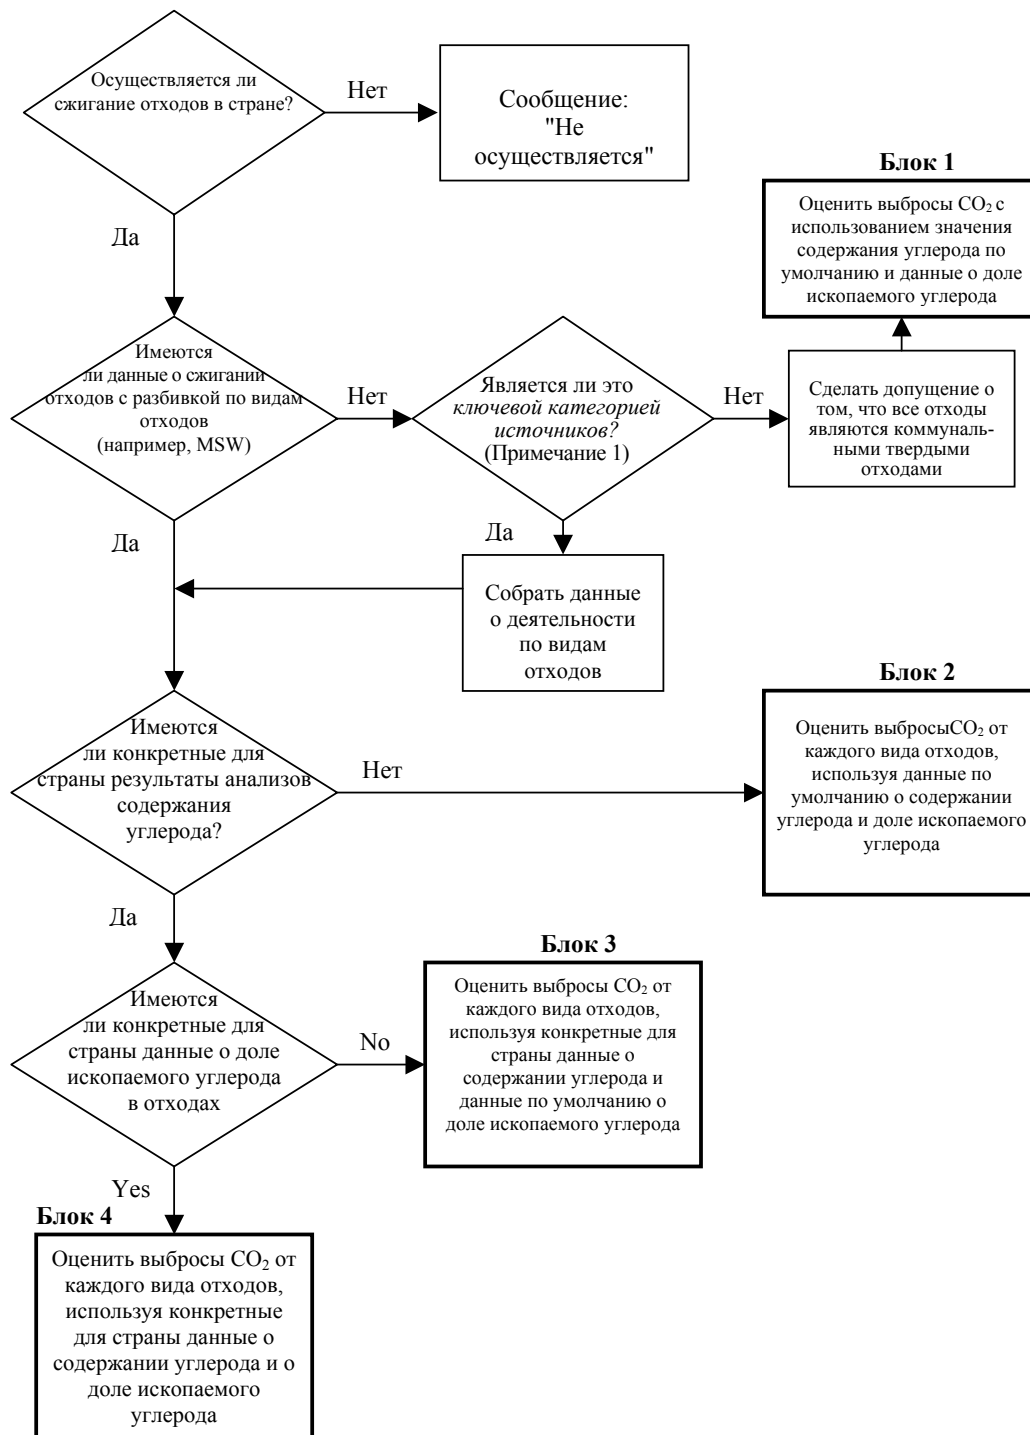 Осуществляется ли
сжигание отходов в стране?
Нет
Сообщение:
"Не
осуществляется"
Да
Блок 1
Оценить выбросы CO₂ с
использованием значения
содержания углерода по
умолчанию и данные о доле
ископаемого углерода
Имеются
ли данные о сжигании
отходов с разбивкой по видам
отходов
(например, MSW)
Нет
Является ли это
ключевой категорией
источников?
(Примечание 1)
Нет
Сделать допущение о
том, что все отходы
являются коммуналь-
ными твердыми
отходами
Да
Да
Собрать данные
о деятельности
по видам
отходов
Блок 2
Имеются
ли конкретные для
страны результаты анализов
содержания
углерода?
Нет
Оценить выбросыCO₂ от
каждого вида отходов,
используя данные по
умолчанию о содержании
углерода и доле ископаемого
углерода
Да
Блок 3
Имеются
ли конкретные для
страны данные о доле
ископаемого углерода
в отходах
No
Оценить выбросы CO₂ от
каждого вида отходов,
используя конкретные для
страны данные о
содержании углерода и
данные по умолчанию о
доле ископаемого углерода
Yes
Блок 4
Оценить выбросы CO₂ от
каждого вида отходов,
используя конкретные
для страны данные о
содержании углерода и о
доле ископаемого
углерода